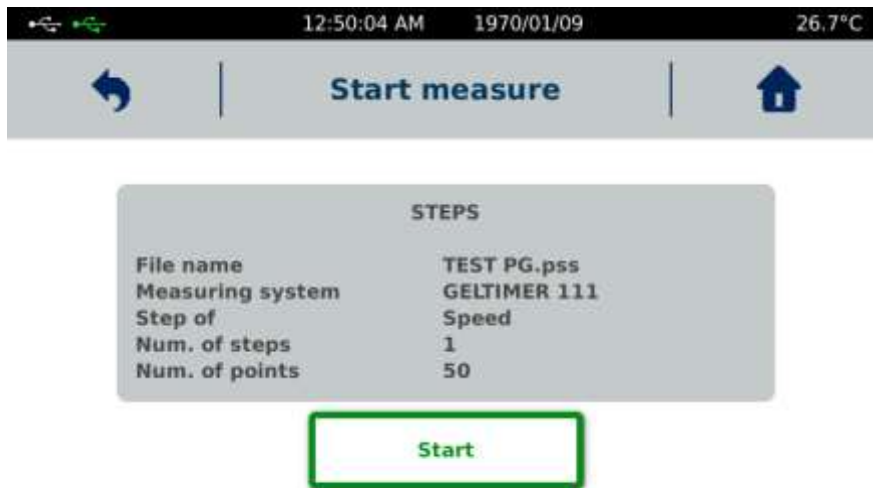 12:50:04 AM 1970/01/09 26.7°C
Start measure
STEPS
File name TEST PG.pss
Measuring system GELTIMER 111
Step of Speed
Num. of steps 1
Num. of points 50
Start